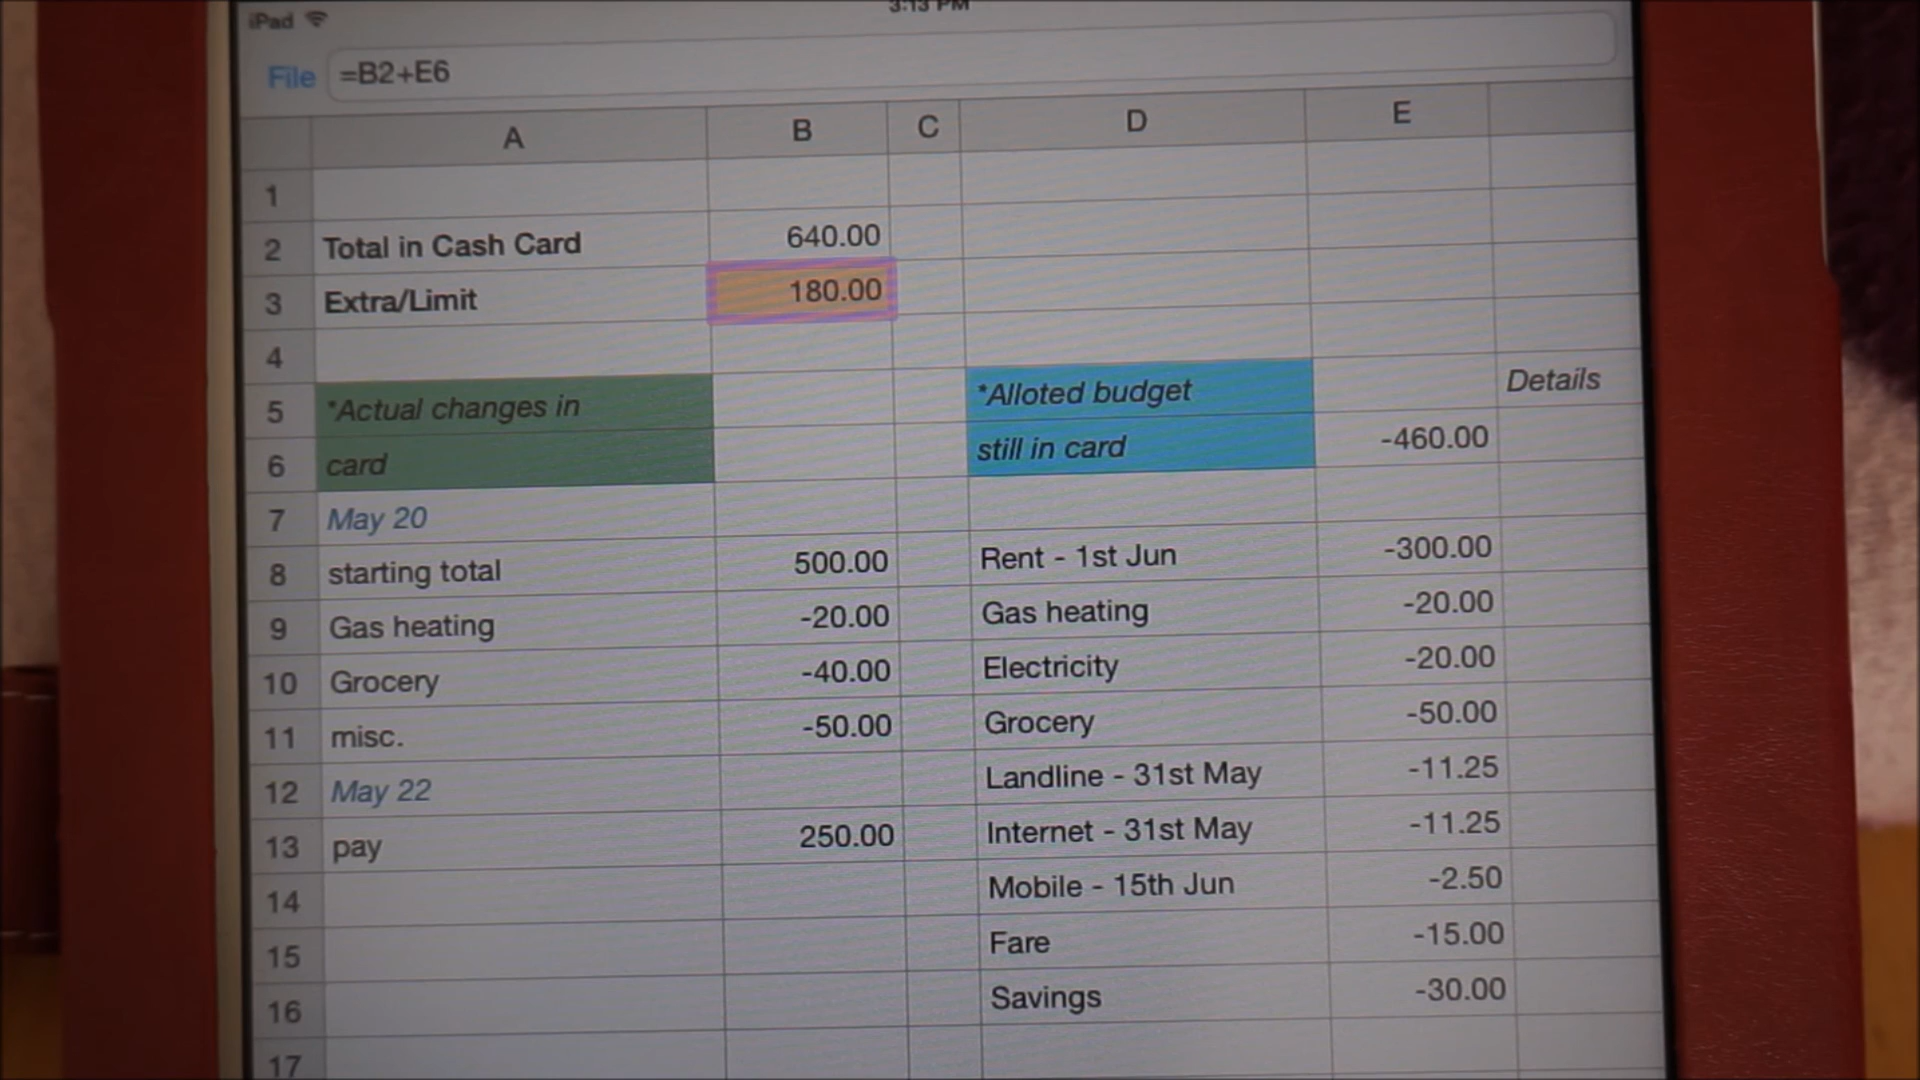 iPad
3:13 PM
File =B2+E6
A B C D E
1
2 Total in Cash Card 640.00
3 Extra/Limit 180.00
4
5 *Actual changes in *Alloted budget Details
6 card still in card -460.00
7 May 20
8 starting total 500.00 Rent - 1st Jun -300.00
9 Gas heating -20.00 Gas heating -20.00
10 Grocery -40.00 Electricity -20.00
11 misc. -50.00 Grocery -50.00
12 May 22 Landline - 31st May -11.25
13 pay 250.00 Internet - 31st May -11.25
14 Mobile - 15th Jun -2.50
15 Fare -15.00
16 Savings -30.00
17